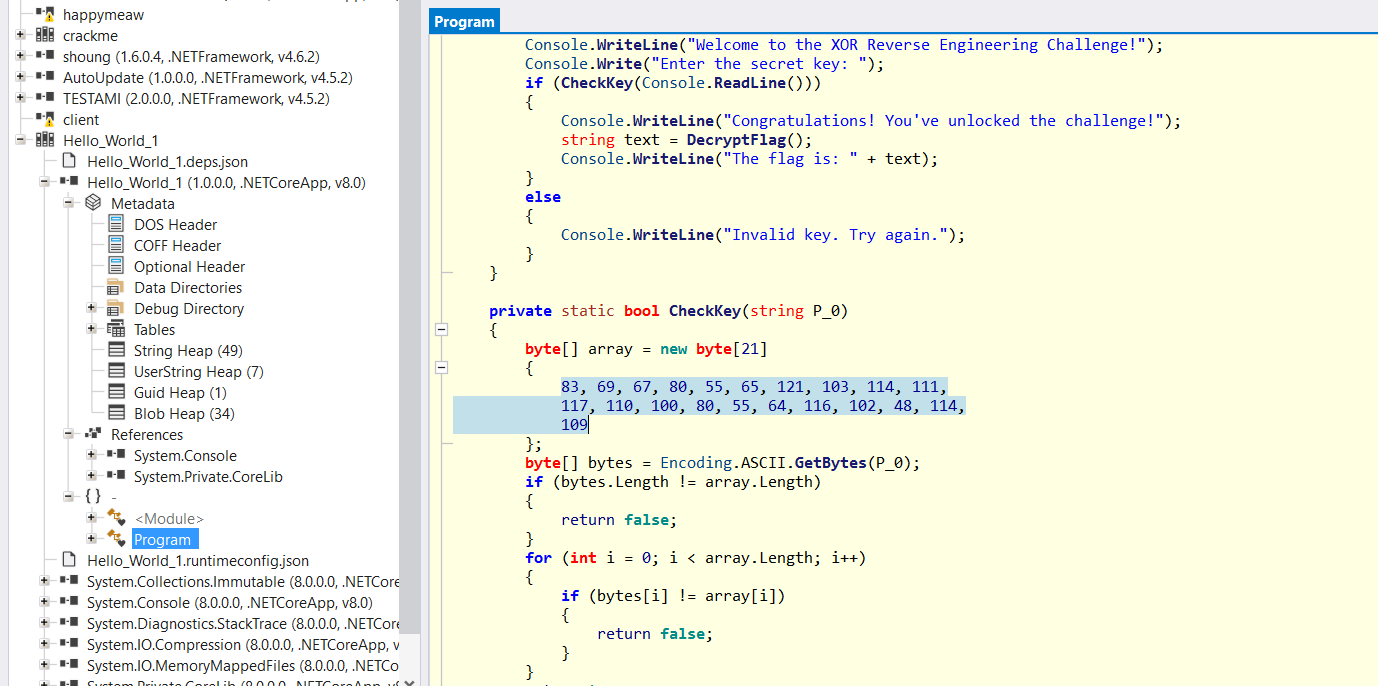 happymeaw
crackme
shoung (1.6.0.4, .NETFramework, v4.6.2)
AutoUpdate (1.0.0.0, .NETFramework, v4.5.2)
TESTAMI (2.0.0.0, .NETFramework, v4.5.2)
client
Hello_World_1
Hello_World_1.deps.json
Hello_World_1 (1.0.0.0, .NETCoreApp, v8.0)
Metadata
DOS Header
COFF Header
Optional Header
Data Directories
Debug Directory
Tables
String Heap (49)
UserString Heap (7)
Guid Heap (1)
Blob Heap (34)
References
System.Console
System.Private.CoreLib
{} -
<Module>
Program
Hello_World_1.runtimeconfig.json
System.Collections.Immutable (8.0.0.0, .NETCore
System.Console (8.0.0.0, .NETCoreApp, v8.0)
System.Diagnostics.StackTrace (8.0.0.0, .NETCore
System.IO.Compression (8.0.0.0, .NETCoreApp, v
System.IO.MemoryMappedFiles (8.0.0.0, .NETCo
Program
Console.WriteLine("Welcome to the XOR Reverse Engineering Challenge!");
Console.Write("Enter the secret key: ");
if (CheckKey(Console.ReadLine()))
{
Console.WriteLine("Congratulations! You've unlocked the challenge!");
string text = DecryptFlag();
Console.WriteLine("The flag is: " + text);
}
else
{
Console.WriteLine("Invalid key. Try again.");
}
}
private static bool CheckKey(string P_0)
{
byte[] array = new byte[21]
{
83, 69, 67, 80, 55, 65, 121, 103, 114, 111,
117, 110, 100, 80, 55, 64, 116, 102, 48, 114,
109
};
byte[] bytes = Encoding.ASCII.GetBytes(P_0);
if (bytes.Length != array.Length)
{
return false;
}
for (int i = 0; i < array.Length; i++)
{
if (bytes[i] != array[i])
{
return false;
}
}